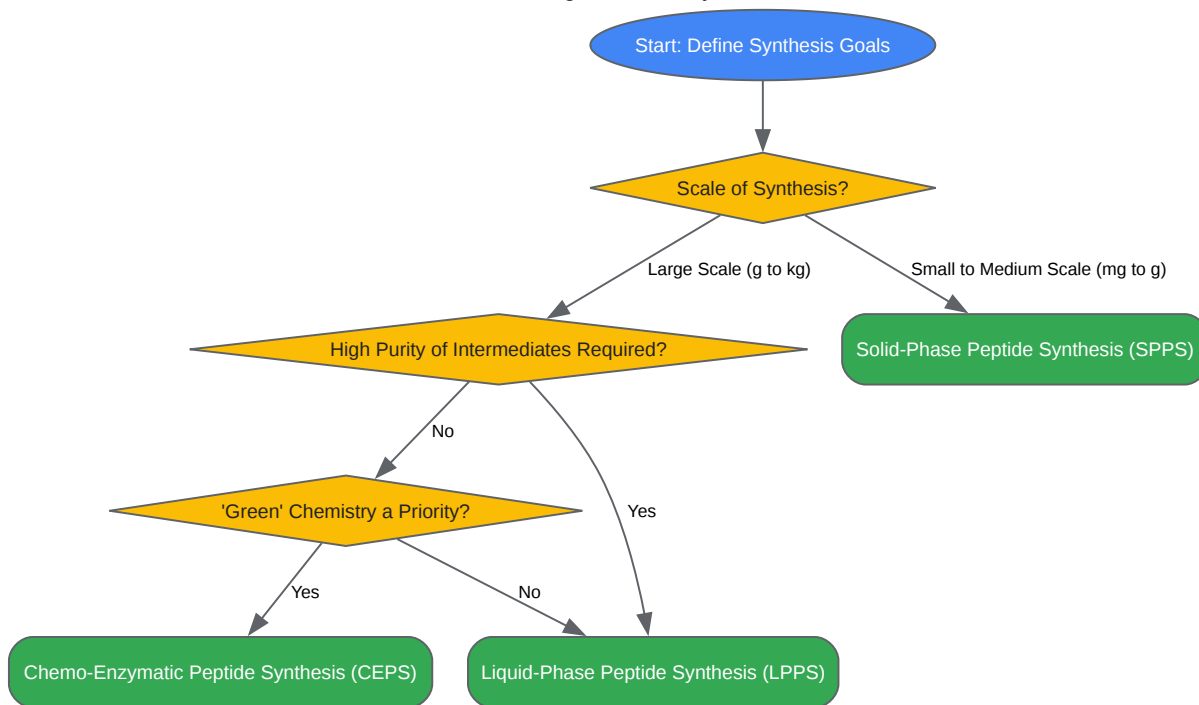 Start: Define Synthesis Goals
Scale of Synthesis?
Large Scale (g to kg)
Small to Medium Scale (mg to g)
High Purity of Intermediates Required?
Solid-Phase Peptide Synthesis (SPPS)
No
'Green' Chemistry a Priority?
Yes
Yes
No
Chemo-Enzymatic Peptide Synthesis (CEPS)
Liquid-Phase Peptide Synthesis (LPPS)